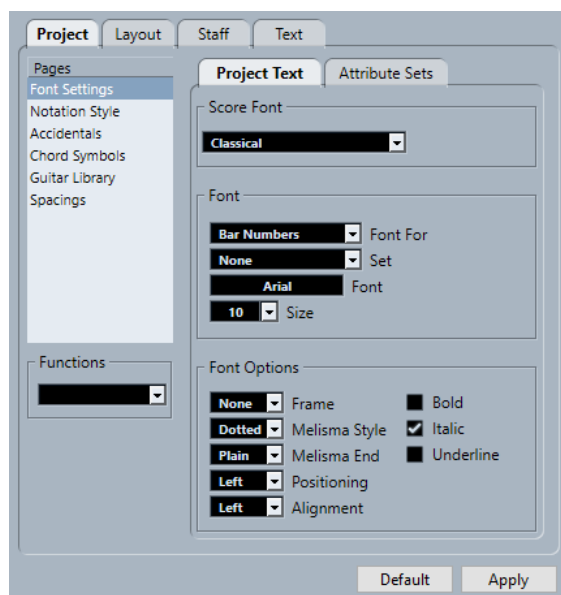 Project Layout Staff Text
Pages
Font Settings
Notation Style
Accidentals
Chord Symbols
Guitar Library
Spacings
Functions
Project Text Attribute Sets
Score Font
Classical
Font
Bar Numbers Font For
None Set
Arial Font
10 Size
Font Options
None Frame Bold
Dotted Melisma Style Italic
Plain Melisma End Underline
Left Positioning
Left Alignment
Default Apply